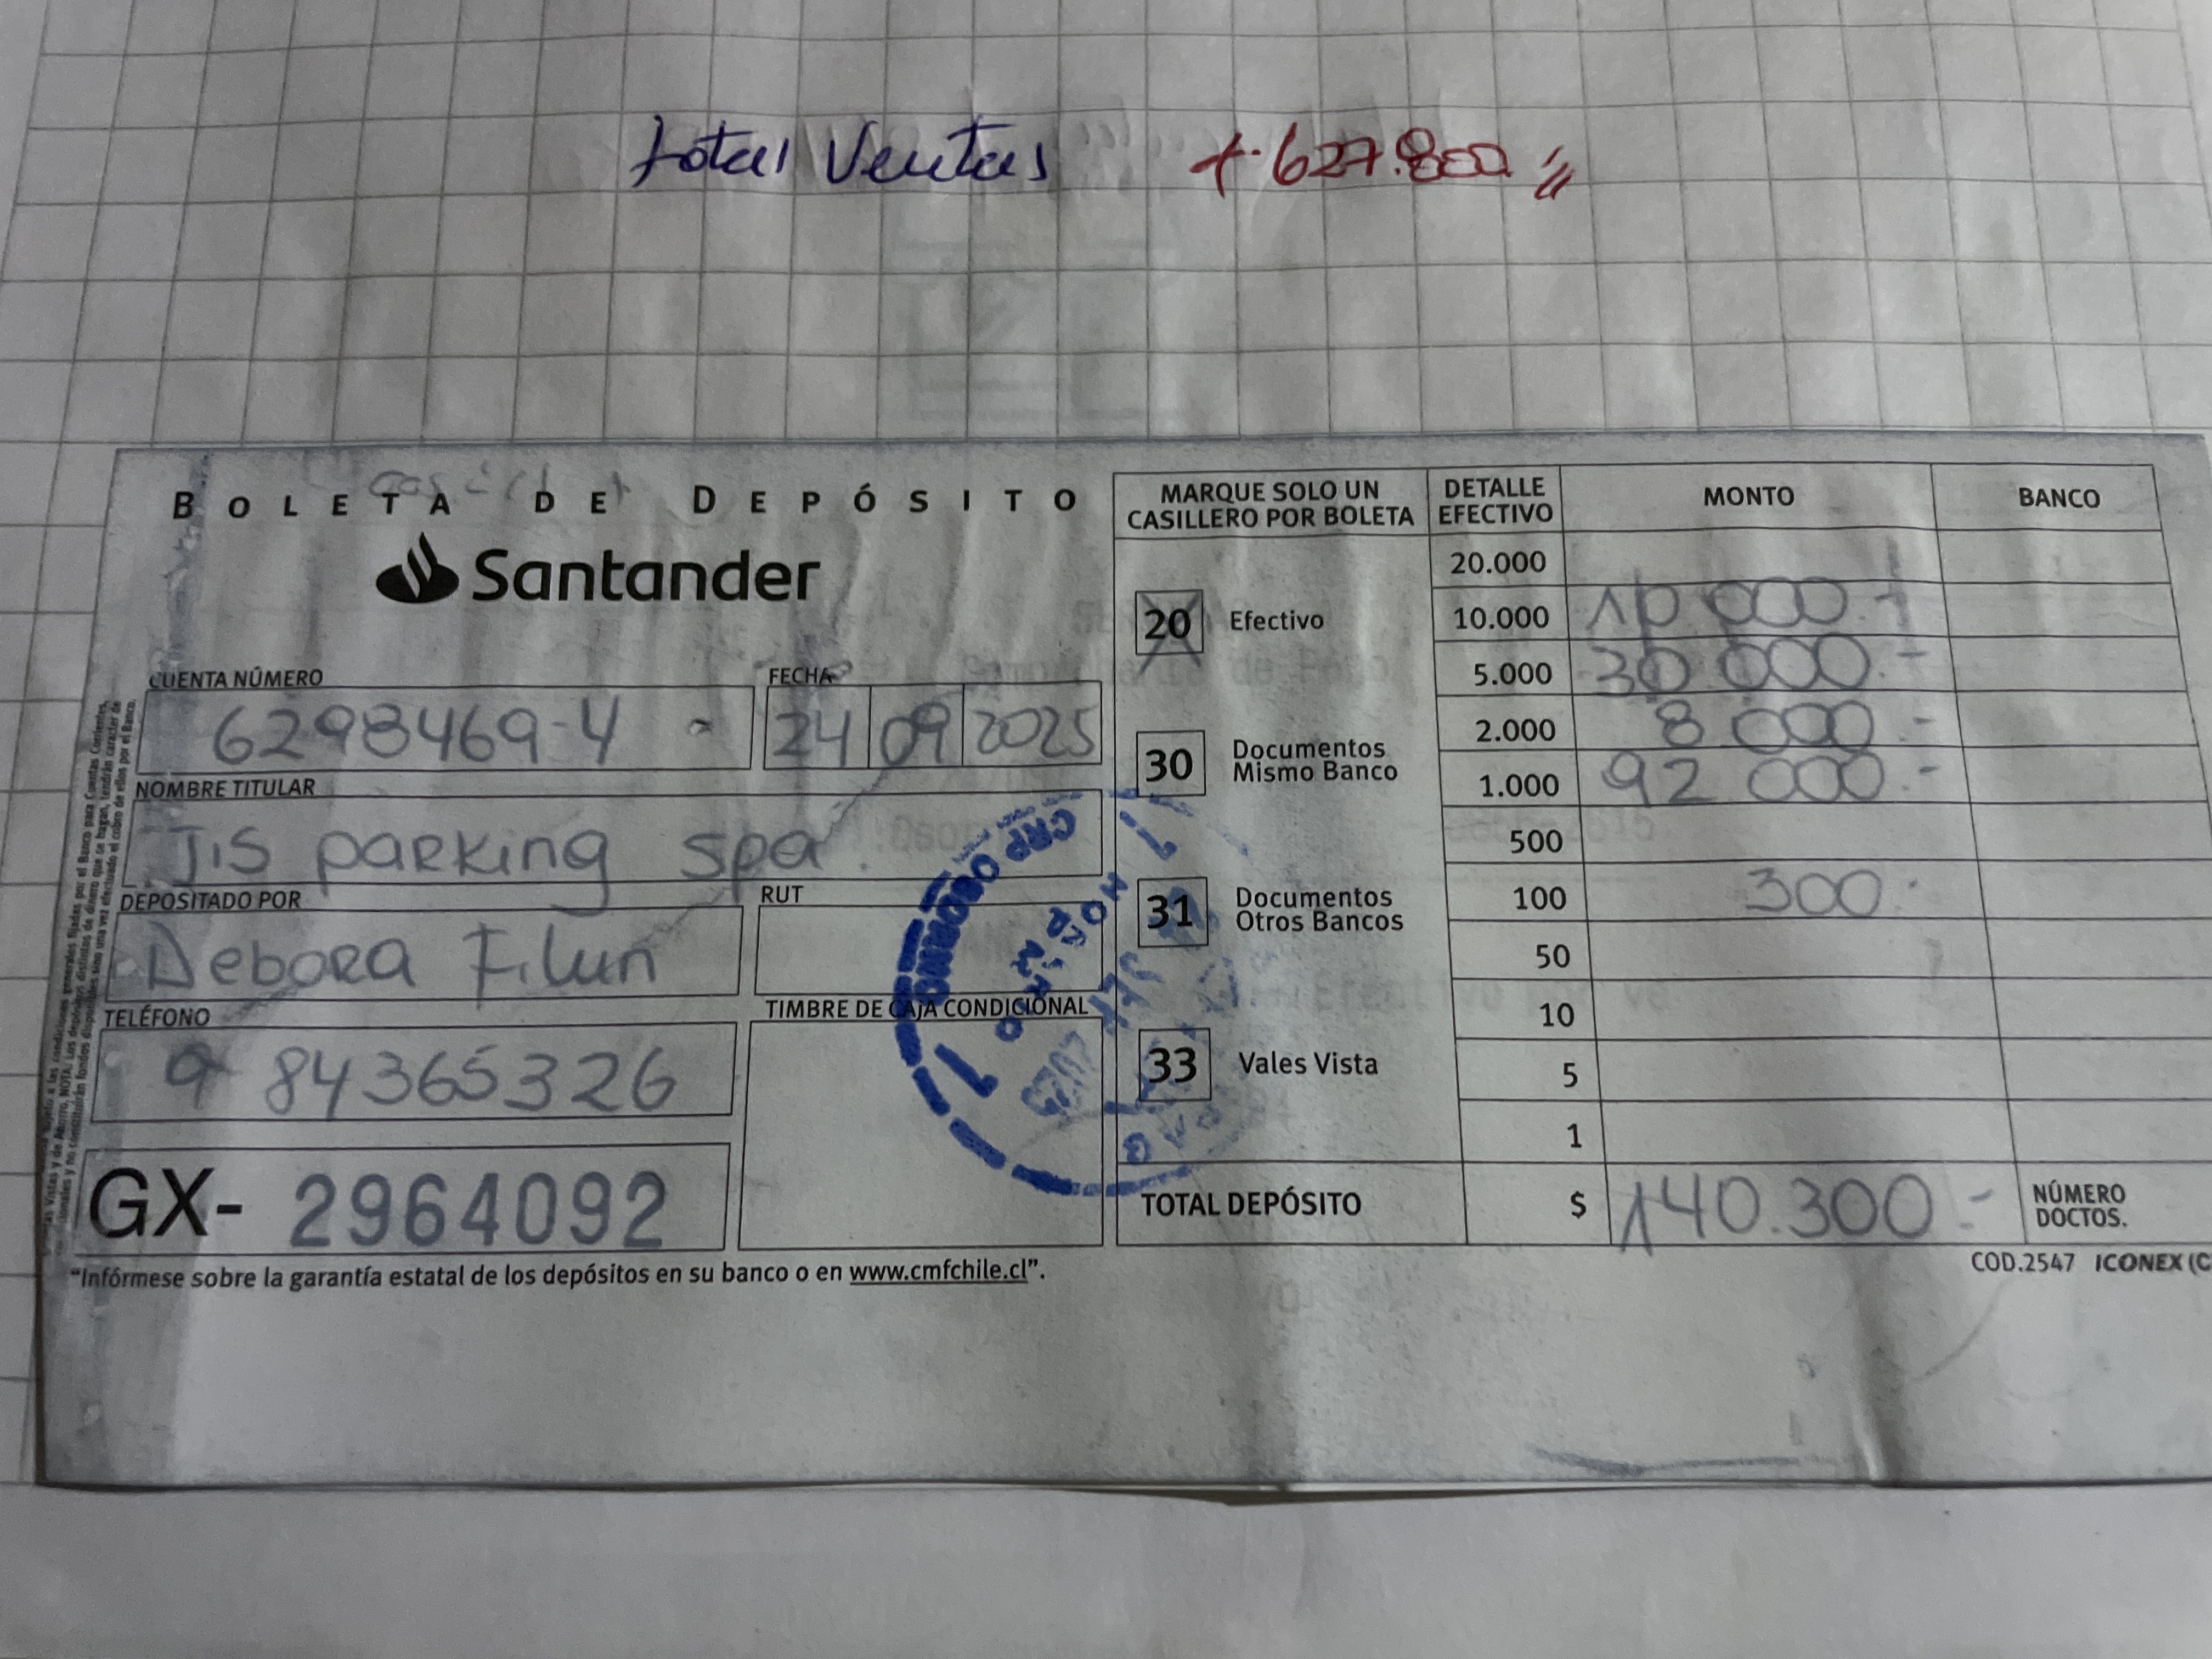 total Ventas + 627.800 //
BOLETA DE DEPÓSITO
Santander
CUENTA NÚMERO
6298469-4 -
FECHA
24 09 2025
NOMBRE TITULAR
JIS parking spa
DEPOSITADO POR
Debora Filun
RUT
TELÉFONO
9 84365326
TIMBRE DE CAJA CONDICIONAL
GX- 2964092
"Infórmese sobre la garantía estatal de los depósitos en su banco o en www.cmfchile.cl".
MARQUE SOLO UN
CASILLERO POR BOLETA
20 Efectivo
30 Documentos
Mismo Banco
31 Documentos
Otros Bancos
33 Vales Vista
DETALLE
EFECTIVO
MONTO
BANCO
20.000
10.000 10 000.-
5.000 30 000.-
2.000 8 000.-
1.000 92 000.-
500
100 300.
50
10
5
1
TOTAL DEPÓSITO $ 140.300.-
NÚMERO
DOCTOS.
COD.2547 ICONEX (C